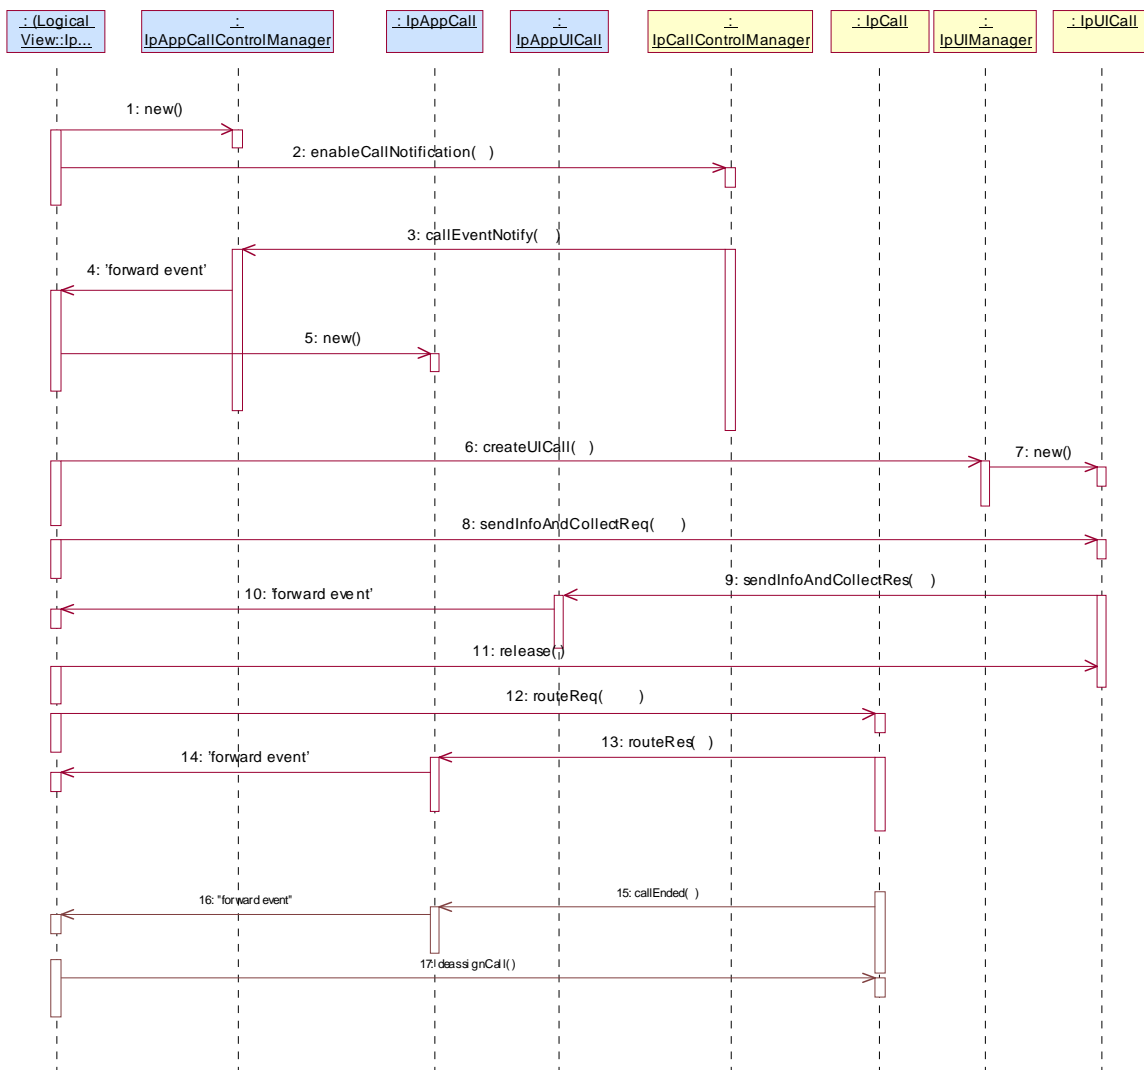 : (Logical
View::Ip...
:
IpAppCallControlManager
: IpAppCall
:
IpAppUICall
:
IpCallControlManager
: IpCall
:
IpUIManager
: IpUICall
1: new()
2: enableCallNotification( )
3: callEventNotify( )
4: 'forward event'
5: new()
6: createUICall( )
7: new()
8: sendInfoAndCollectReq( )
9: sendInfoAndCollectRes( )
10: 'forward event'
11: release()
12: routeReq( )
13: routeRes( )
14: 'forward event'
15: callEnded( )
16: "forward event"
17: deassignCall()